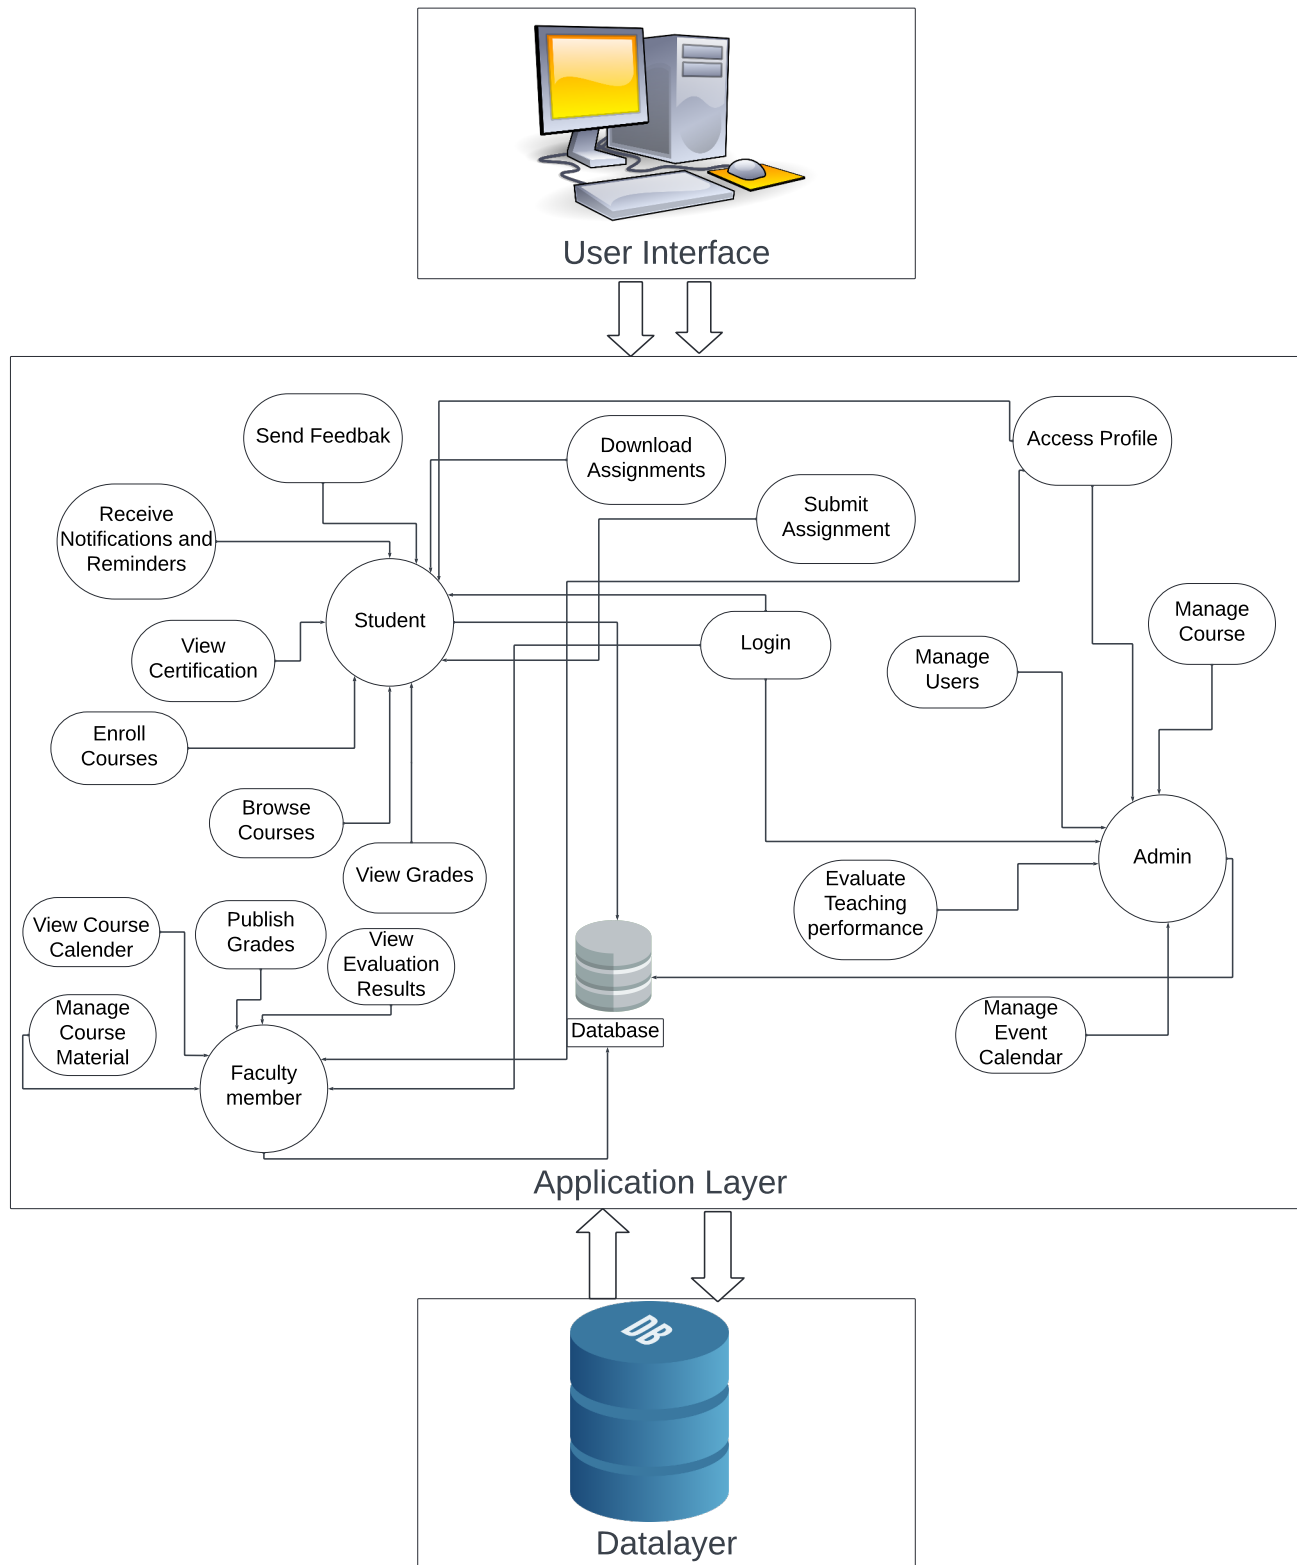 User Interface
Send Feedbak
Download
Assignments
Access Profile
Submit
Assignment
Receive
Notifications and
Reminders
Student
Login
Manage
Course
View
Certification
Manage
Users
Enroll
Courses
Browse
Courses
View Grades
Admin
Evaluate
Teaching
performance
View Course
Calender
Publish
Grades
View
Evaluation
Results
Manage
Course
Material
Database
Manage
Event
Calendar
Faculty
member
Application Layer
DB
Datalayer